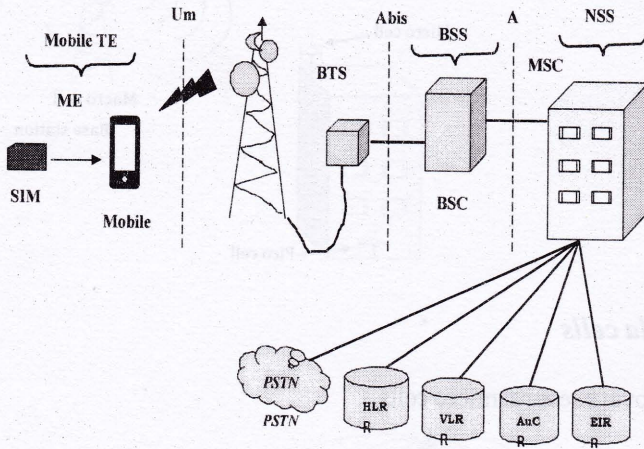 Um
Abis
A
NSS
Mobile TE
BSS
BTS
MSC
ME
SIM
Mobile
BSC
PSTN
PSTN
HLR
R
VLR
R
AuC
R
EIR
R